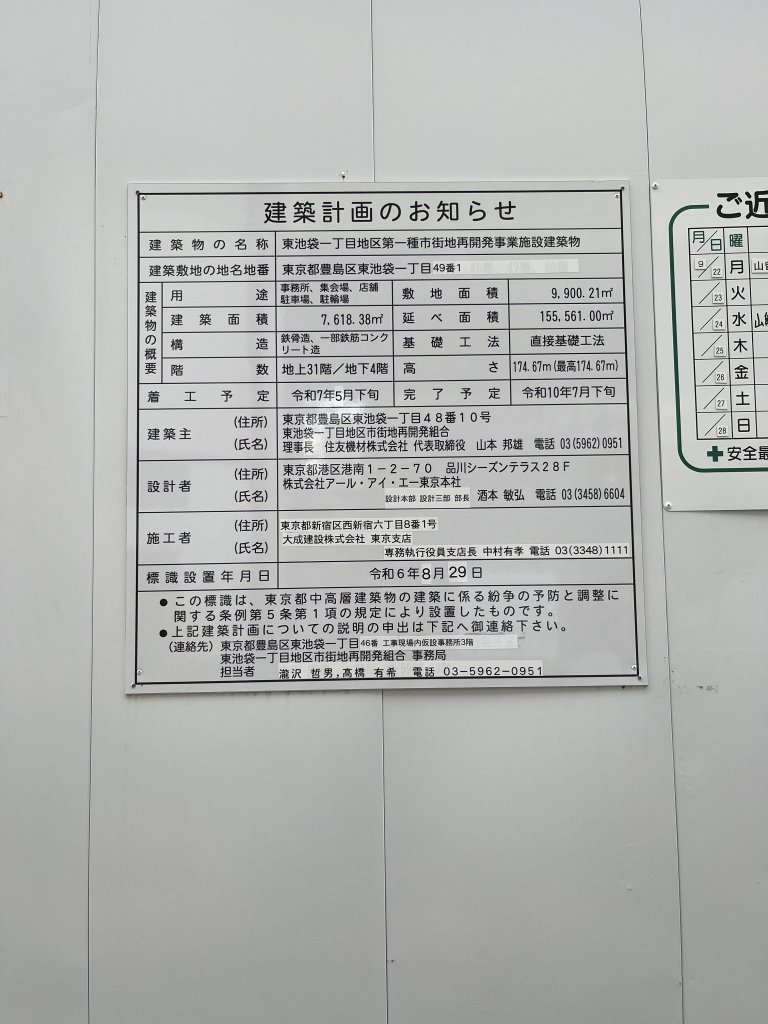 建築計画のお知らせ
建築物の名称 東池袋一丁目地区第一種市街地再開発事業施設建築物
建築敷地の地名地番 東京都豊島区東池袋一丁目49番1
建築物の概要
用途 事務所、集会場、店舗
駐車場、駐輪場
敷地面積 9,900.21㎡
建築面積 7,618.38㎡ 延べ面積 155,561.00㎡
構造 鉄骨造、一部鉄筋コンク
リート造
基礎工法 直接基礎工法
階数 地上31階/地下4階 高さ 174.67m(最高174.67m)
着工予定 令和7年5月下旬 完了予定 令和10年7月下旬
建築主 (住所) 東京都豊島区東池袋一丁目48番10号
東池袋一丁目地区市街地再開発組合
(氏名) 理事長 住友機材株式会社 代表取締役 山本 邦雄 電話 03(5962)0951
設計者 (住所) 東京都港区港南1-2-70 品川シーズンテラス28F
株式会社アール・アイ・エー東京本社
(氏名) 設計本部 設計三部 部長 酒本 敏弘 電話 03(3458)6604
施工者 (住所) 東京都新宿区西新宿六丁目8番1号
大成建設株式会社 東京支店
(氏名) 専務執行役員支店長 中村有孝 電話 03(3348)1111
標識設置年月日 令和6年8月29日
●この標識は、東京都中高層建築物の建築に係る紛争の予防と調整に
関する条例第5条第1項の規定により設置したものです。
●上記建築計画についての説明の申出は下記へ御連絡下さい。
(連絡先) 東京都豊島区東池袋一丁目46番 工事現場内仮設事務所3階
東池袋一丁目地区市街地再開発組合 事務局
担当者 瀧沢 哲男,髙橋 有希 電話 03-5962-0951
ご近
月/日 曜
9/22 月
/23 火
/24 水
/25 木
/26 金
/27 土
/28 日
安全最